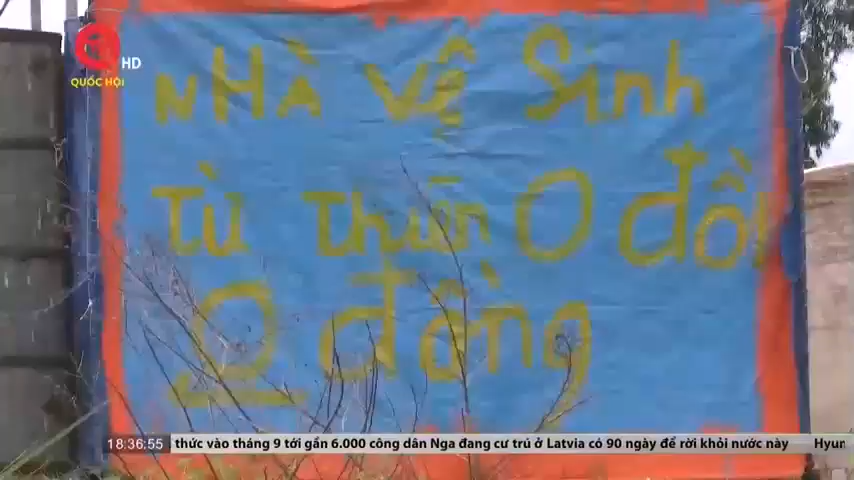 QUỐC HỘI HD
NHÀ Vệ Sinh
Từ Thiện 0 đồ
0 đồng
18:36:55 thức vào tháng 9 tới gần 6.000 công dân Nga đang cư trú ở Latvia có 90 ngày để rời khỏi nước này Hyun